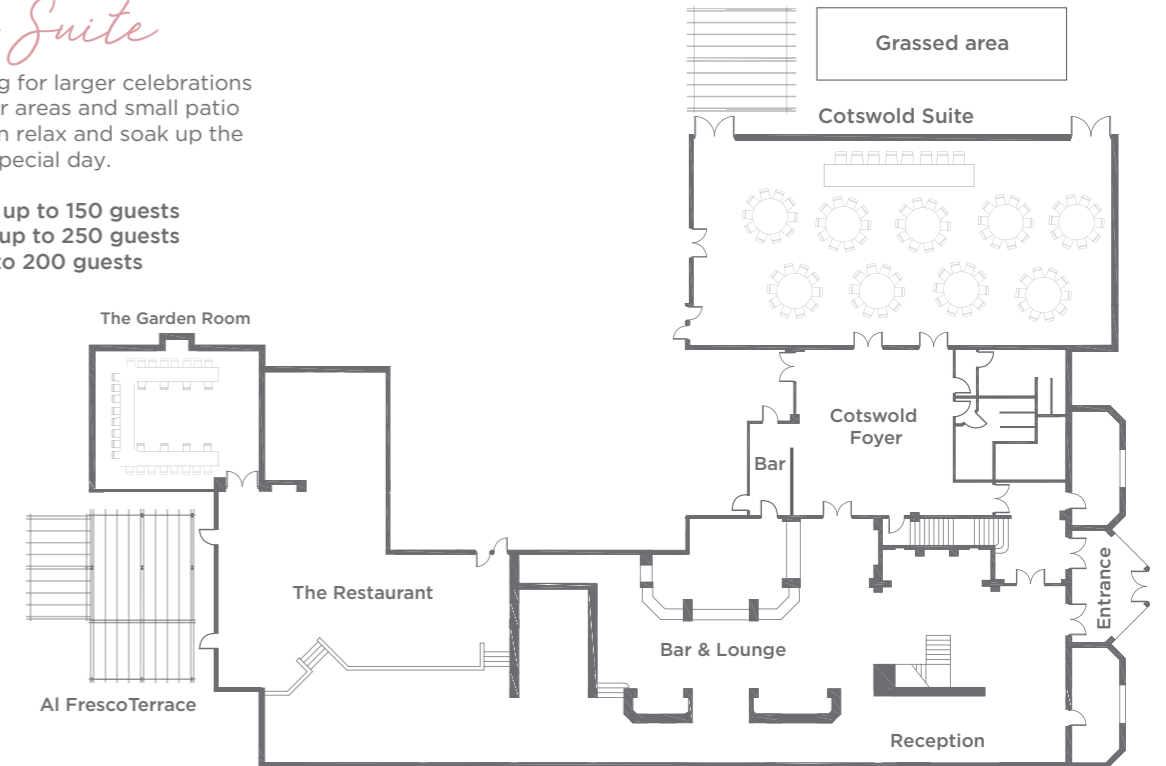 Suite
g for larger celebrations
r areas and small patio
n relax and soak up the
pecial day.
up to 150 guests
up to 250 guests
to 200 guests
Grassed area
Cotswold Suite
The Garden Room
Cotswold
Foyer
Bar
The Restaurant
Bar & Lounge
Entrance
Al FrescoTerrace
Reception